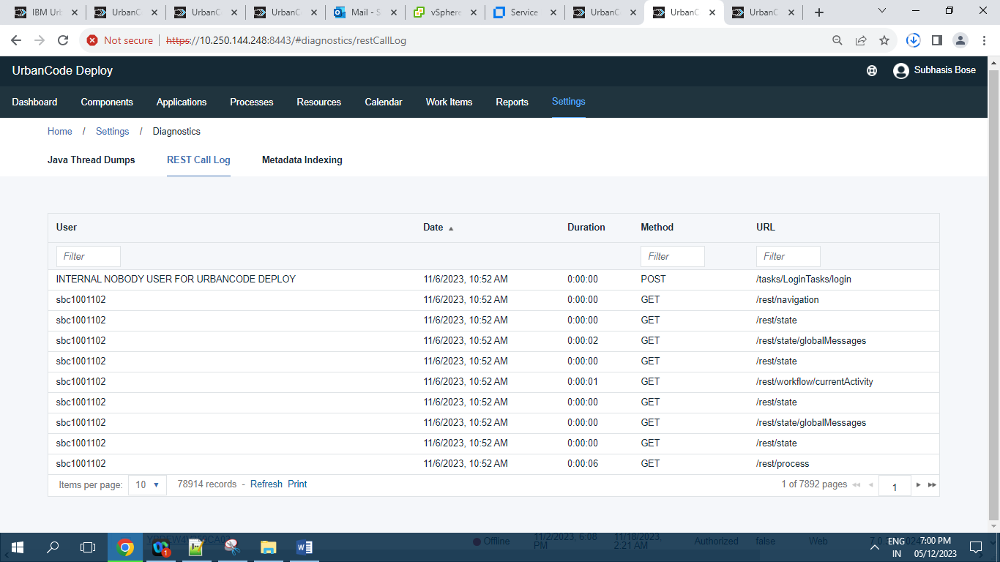 IBM Urb UrbanC UrbanC UrbanC Mail - S vSphere Service UrbanC UrbanC UrbanC
Not secure https://10.250.144.248:8443/#diagnostics/restCallLog
UrbanCode Deploy Subhasis Bose
Dashboard Components Applications Processes Resources Calendar Work Items Reports Settings
Home / Settings / Diagnostics
Java Thread Dumps REST Call Log Metadata Indexing
User Date Duration Method URL
Filter Filter Filter
INTERNAL NOBODY USER FOR URBANCODE DEPLOY 11/6/2023, 10:52 AM 0:00:00 POST /tasks/LoginTasks/login
sbc1001102 11/6/2023, 10:52 AM 0:00:00 GET /rest/navigation
sbc1001102 11/6/2023, 10:52 AM 0:00:00 GET /rest/state
sbc1001102 11/6/2023, 10:52 AM 0:00:02 GET /rest/state/globalMessages
sbc1001102 11/6/2023, 10:52 AM 0:00:00 GET /rest/state
sbc1001102 11/6/2023, 10:52 AM 0:00:01 GET /rest/workflow/currentActivity
sbc1001102 11/6/2023, 10:52 AM 0:00:00 GET /rest/state
sbc1001102 11/6/2023, 10:52 AM 0:00:00 GET /rest/state/globalMessages
sbc1001102 11/6/2023, 10:52 AM 0:00:00 GET /rest/state
sbc1001102 11/6/2023, 10:52 AM 0:00:06 GET /rest/process
Items per page: 10 78914 records - Refresh Print 1 of 7892 pages 1
Offline 11/2/2023, 6:08 PM 11/18/2023, 2:21 AM Authorized false Web
1
ENG 7:00 PM
IN 05/12/2023